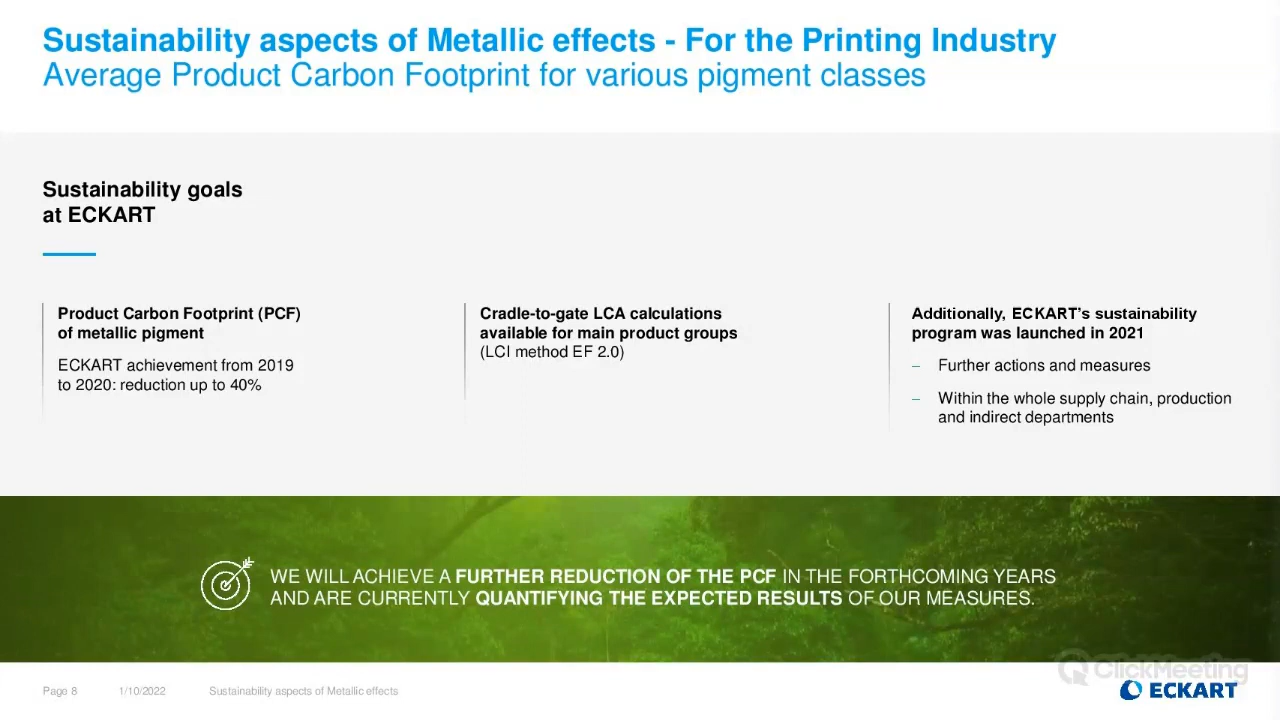 Sustainability aspects of Metallic effects - For the Printing Industry
Average Product Carbon Footprint for various pigment classes
Sustainability goals
at ECKART
Product Carbon Footprint (PCF)
of metallic pigment
ECKART achievement from 2019
to 2020: reduction up to 40%
Cradle-to-gate LCA calculations
available for main product groups
(LCI method EF 2.0)
Additionally, ECKART's sustainability
program was launched in 2021
– Further actions and measures
– Within the whole supply chain, production
and indirect departments
WE WILL ACHIEVE A FURTHER REDUCTION OF THE PCF IN THE FORTHCOMING YEARS
AND ARE CURRENTLY QUANTIFYING THE EXPECTED RESULTS OF OUR MEASURES.
ClickMeeting
Page 8 1/10/2022 Sustainability aspects of Metallic effects
ECKART